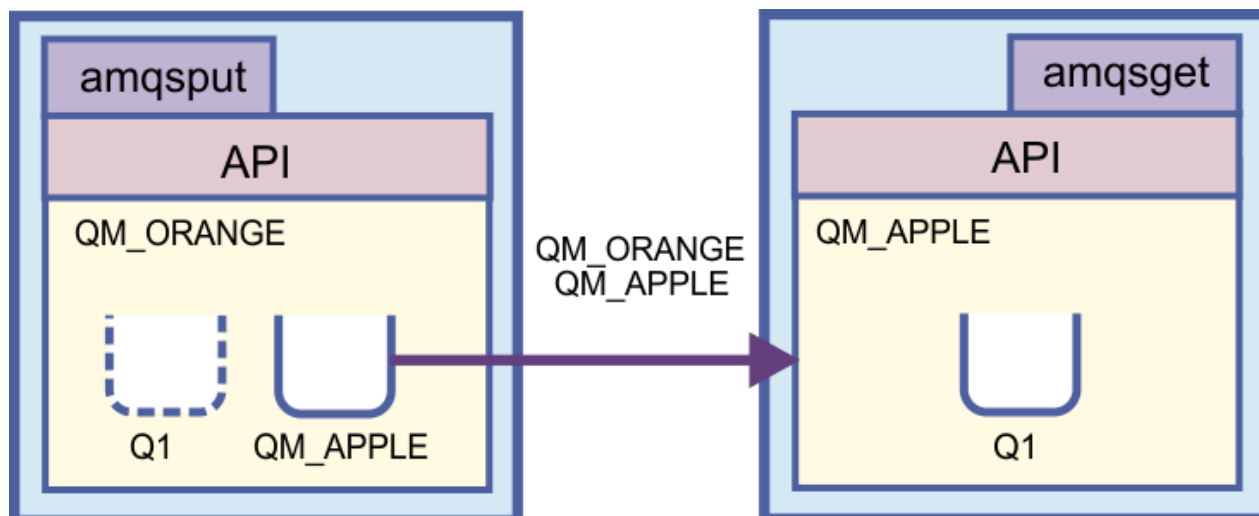 amqsput
API
QM_ORANGE
Q1
QM_APPLE
QM_ORANGE
QM_APPLE
amqsget
API
QM_APPLE
Q1